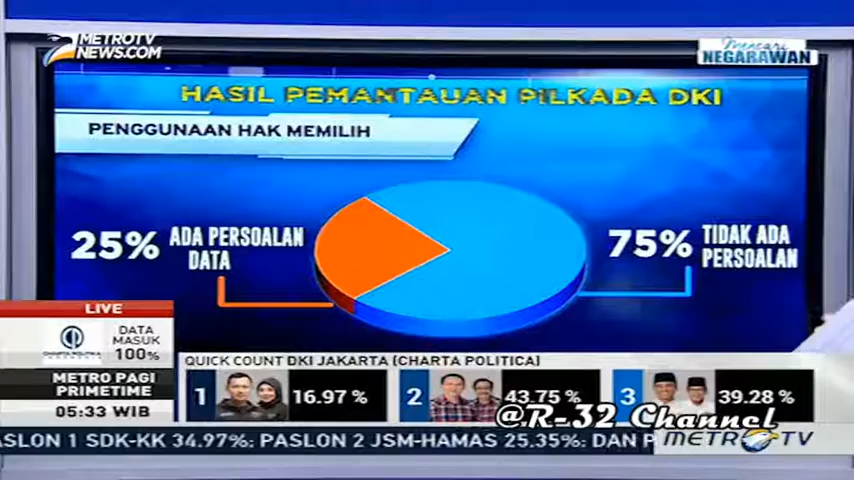 METROTV
NEWS.COM
Mencari
NEGARAWAN
HASIL PEMANTAUAN PILKADA DKI
PENGGUNAAN HAK MEMILIH
25% ADA PERSOALAN
DATA
75% TIDAK ADA
PERSOALAN
LIVE
DATA
MASUK
100%
CHARTA POLITIKA
METRO PAGI
PRIMETIME
05:33 WIB
QUICK COUNT DKI JAKARTA (CHARTA POLITICA)
1 16.97 %
2 43.75 %
3 39.28 %
@R-32 Channel
METRO TV
ASLON 1 SDK-KK 34.97%: PASLON 2 JSM-HAMAS 25.35%: DAN P